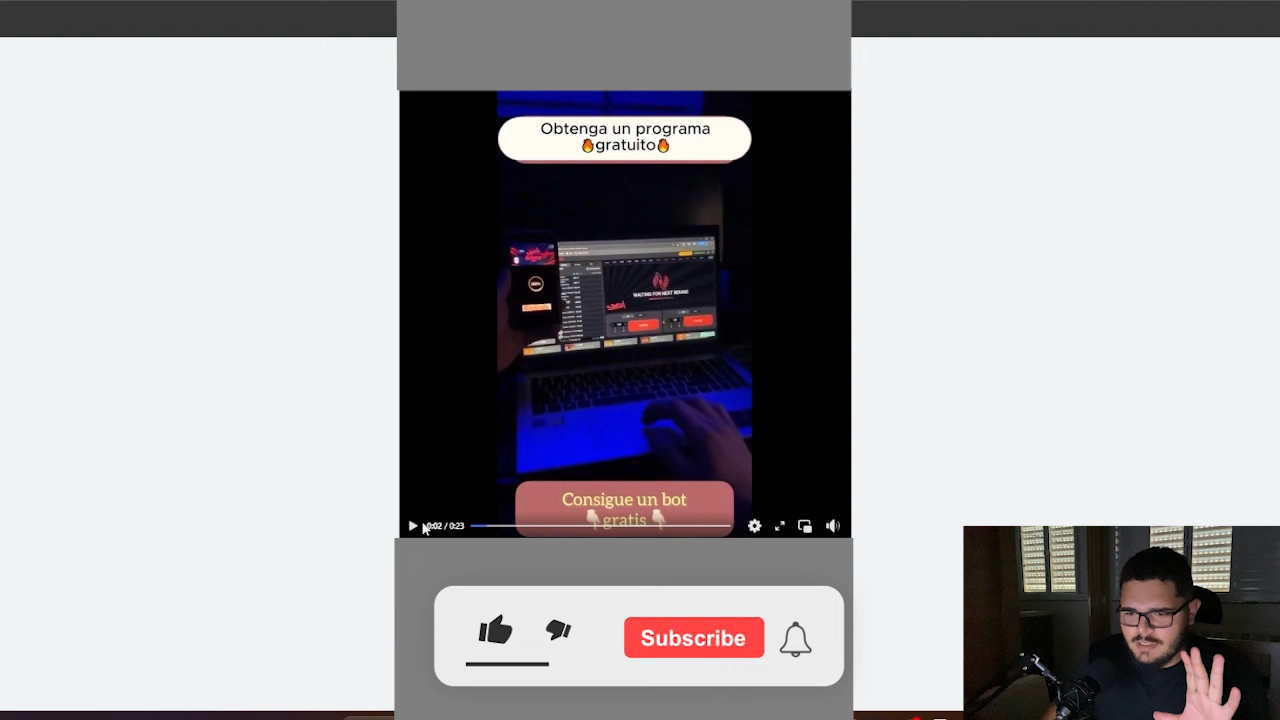 Obtenga un programa
🔥gratuito🔥
WAITING FOR NEXT ROUND
Consigue un bot
👇gratis👇
0:02 / 0:23
Subscribe